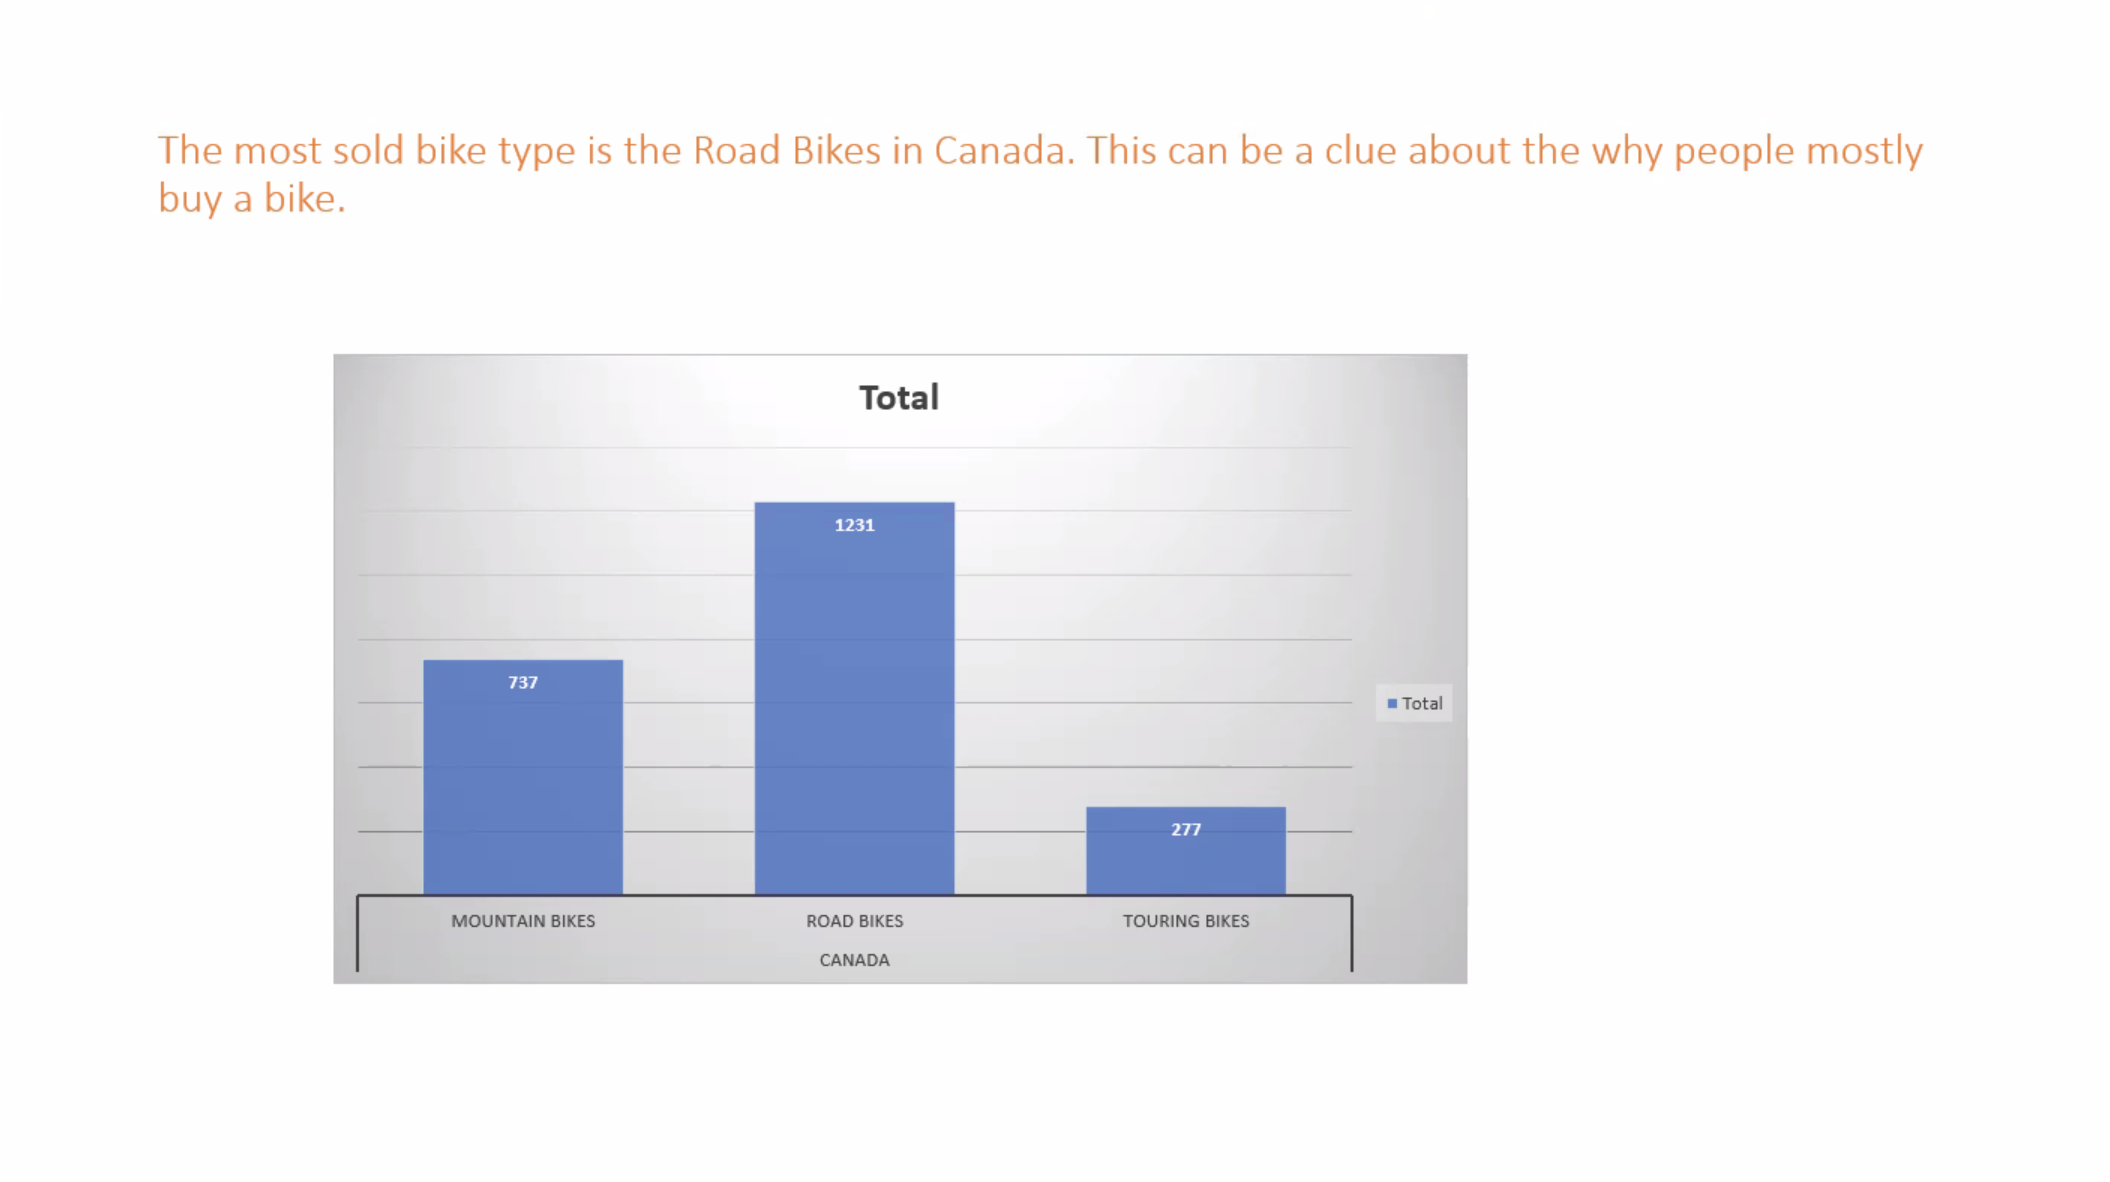 The most sold bike type is the Road Bikes in Canada. This can be a clue about the why people mostly
buy a bike.
Total
1231
737
277
Total
MOUNTAIN BIKES ROAD BIKES TOURING BIKES
CANADA